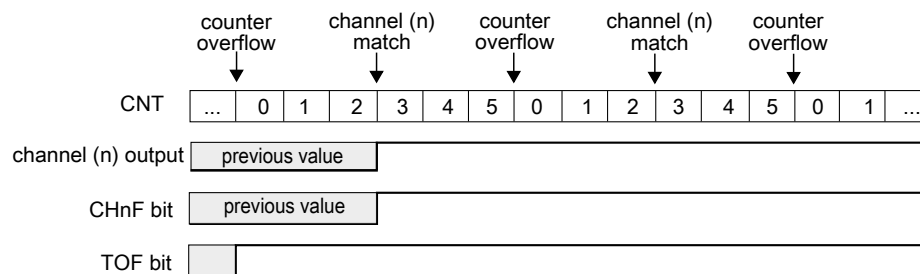 counter
overflow
channel (n)
match
counter
overflow
channel (n)
match
counter
overflow
CNT ... 0 1 2 3 4 5 0 1 2 3 4 5 0 1 ...
channel (n) output previous value
CHnF bit previous value
TOF bit